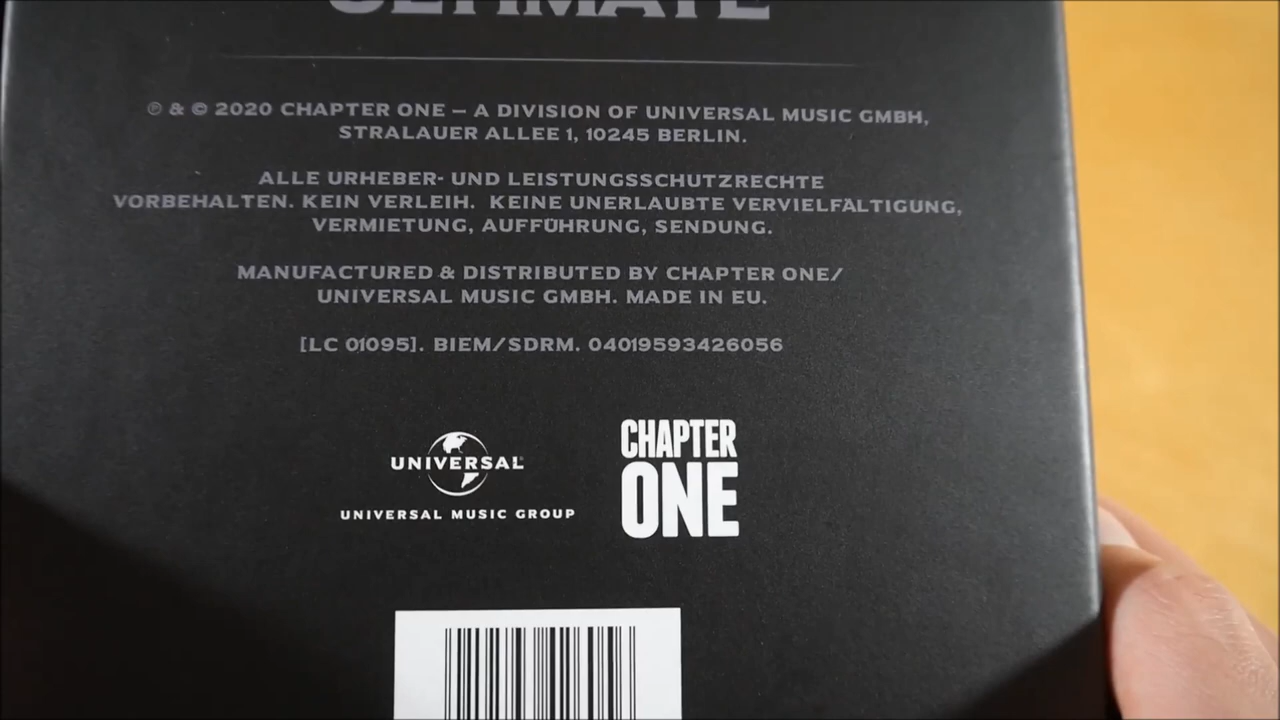 ULTIMATE
℗ & © 2020 CHAPTER ONE – A DIVISION OF UNIVERSAL MUSIC GMBH,
STRALAUER ALLEE 1, 10245 BERLIN.
ALLE URHEBER- UND LEISTUNGSSCHUTZRECHTE
VORBEHALTEN. KEIN VERLEIH. KEINE UNERLAUBTE VERVIELFÄLTIGUNG,
VERMIETUNG, AUFFÜHRUNG, SENDUNG.
MANUFACTURED & DISTRIBUTED BY CHAPTER ONE/
UNIVERSAL MUSIC GMBH. MADE IN EU.
[LC 01095]. BIEM/SDRM. 04019593426056
UNIVERSAL
UNIVERSAL MUSIC GROUP
CHAPTER
ONE